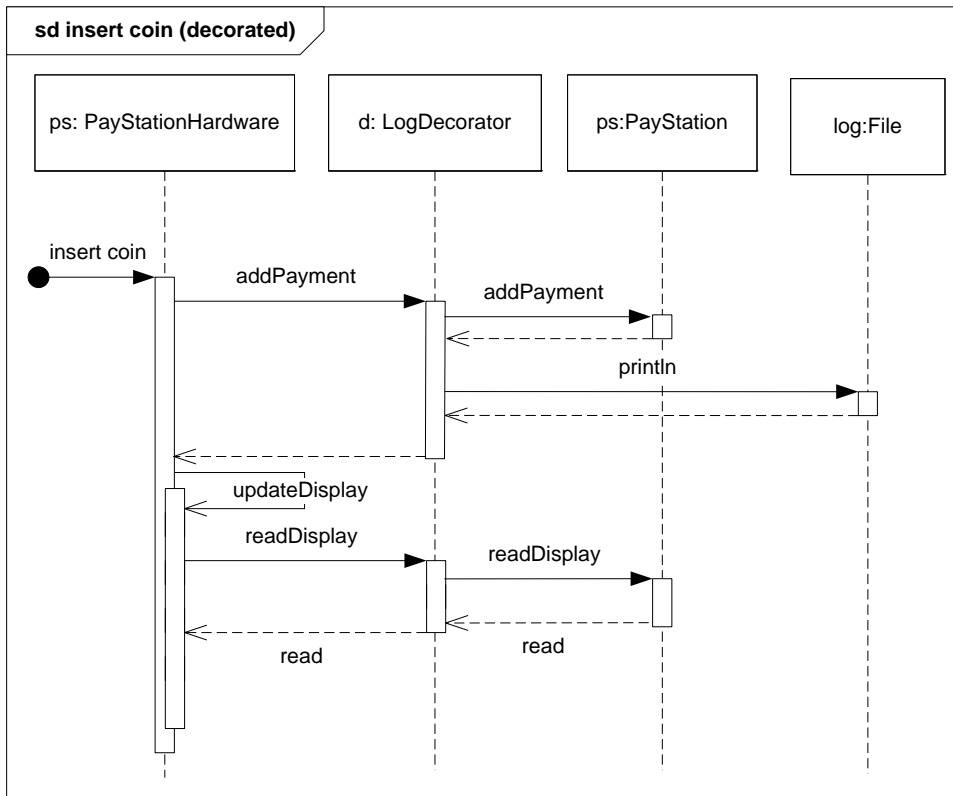 sd insert coin (decorated)
ps: PayStationHardware
d: LogDecorator
ps:PayStation
log:File
insert coin
addPayment
addPayment
println
updateDisplay
readDisplay
readDisplay
read
read